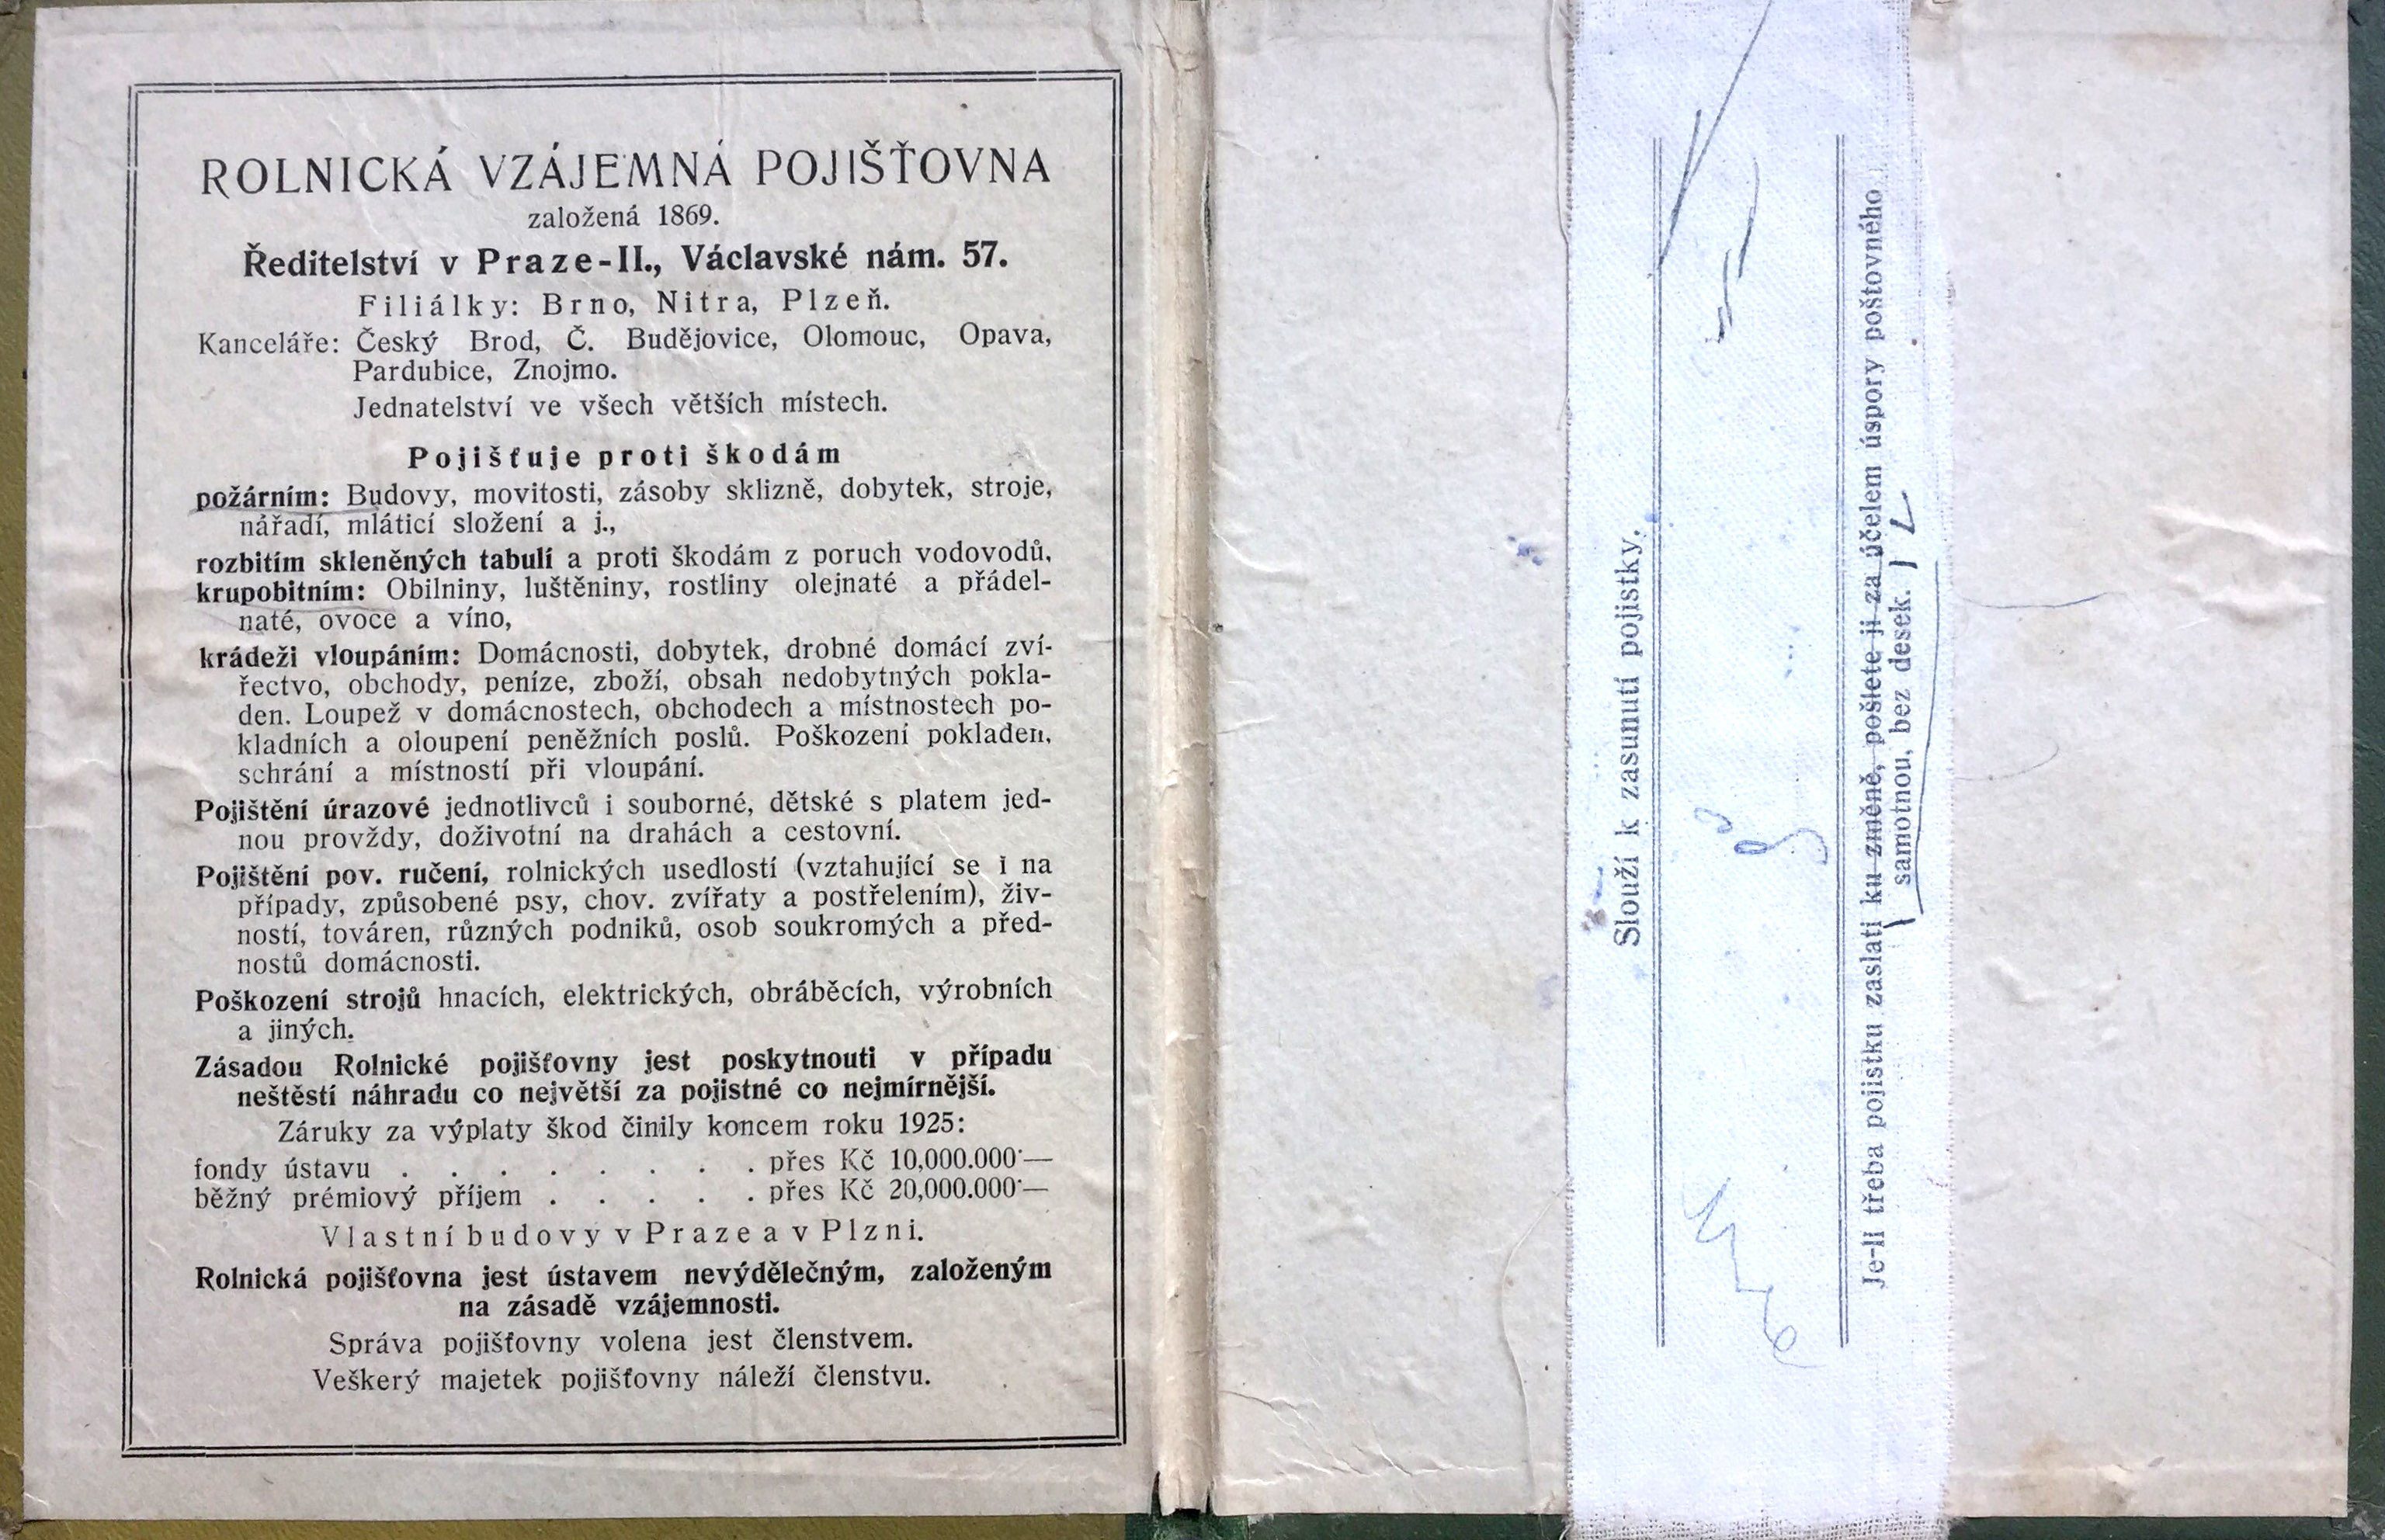 ROLNICKÁ VZÁJEMNÁ POJIŠŤOVNA
založená 1869.
Ředitelství v Praze-II., Václavské nám. 57.
Filiálky: Brno, Nitra, Plzeň.
Kanceláře: Český Brod, Č. Budějovice, Olomouc, Opava,
Pardubice, Znojmo.
Jednatelství ve všech větších místech.
Pojišťuje proti škodám
požárním: Budovy, movitosti, zásoby sklizně, dobytek, stroje,
nářadí, mláticí složení a j.,
rozbitím skleněných tabulí a proti škodám z poruch vodovodů,
krupobitním: Obilniny, luštěniny, rostliny olejnaté a přádel-
naté, ovoce a víno,
krádeži vloupáním: Domácnosti, dobytek, drobné domácí zví-
řectvo, obchody, peníze, zboží, obsah nedobytných pokla-
den. Loupež v domácnostech, obchodech a místnostech po-
kladních a oloupení peněžních poslů. Poškození pokladen,
schrání a místností při vloupání.
Pojištění úrazové jednotlivců i souborné, dětské s platem jed-
nou provždy, doživotní na drahách a cestovní.
Pojištění pov. ručení, rolnických usedlostí (vztahující se i na
případy, způsobené psy, chov. zvířaty a postřelením), živ-
ností, továren, různých podniků, osob soukromých a před-
nostů domácnosti.
Poškození strojů hnacích, elektrických, obráběcích, výrobních
a jiných.
Zásadou Rolnické pojišťovny jest poskytnouti v případu
neštěstí náhradu co největší za pojistné co nejmírnější.
Záruky za výplaty škod činily koncem roku 1925:
fondy ústavu . . . . . . . . přes Kč 10,000.000·—
běžný prémiový příjem . . . . . přes Kč 20,000.000·—
Vlastní budovy v Praze a v Plzni.
Rolnická pojišťovna jest ústavem nevýdělečným, založeným
na zásadě vzájemnosti.
Správa pojišťovny volena jest členstvem.
Veškerý majetek pojišťovny náleží členstvu.
Slouží k zasunutí pojistky.
Je-li třeba pojistku zaslati ku změně, pošlete ji za účelem úspory poštovného
samotnou, bez desek.